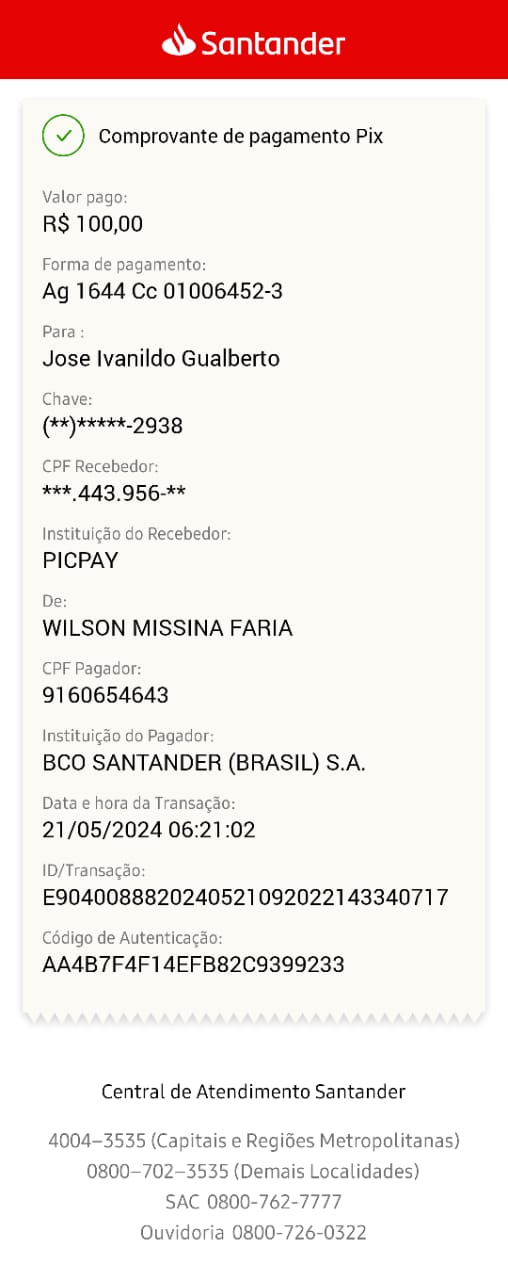 Santander
Comprovante de pagamento Pix
Valor pago:
R$ 100,00
Forma de pagamento:
Ag 1644 Cc 01006452-3
Para :
Jose Ivanildo Gualberto
Chave:
(**)*****-2938
CPF Recebedor:
***.443.956-**
Instituição do Recebedor:
PICPAY
De:
WILSON MISSINA FARIA
CPF Pagador:
9160654643
Instituição do Pagador:
BCO SANTANDER (BRASIL) S.A.
Data e hora da Transação:
21/05/2024 06:21:02
ID/Transação:
E9040088820240521092022143340717
Código de Autenticação:
AA4B7F4F14EFB82C9399233
Central de Atendimento Santander
4004–3535 (Capitais e Regiões Metropolitanas)
0800–702–3535 (Demais Localidades)
SAC 0800-762-7777
Ouvidoria 0800-726-0322